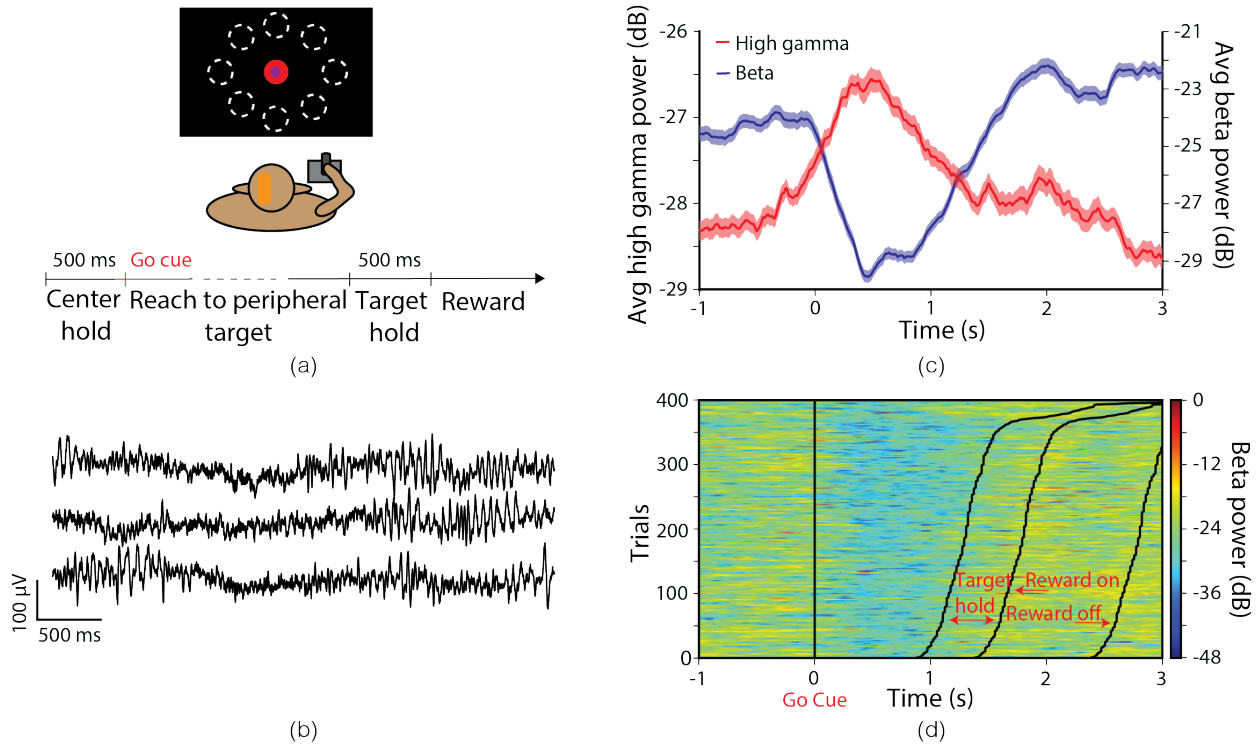 500 ms
Go cue
500 ms
Center
hold
Reach to peripheral
target
Target
hold
Reward
(a)
Avg high gamma power (dB)
-26
-27
-28
-29
High gamma
Beta
-21
-23
-25
-27
-29
Avg beta power (dB)
-1
0
1
2
3
Time (s)
(c)
100 µV
500 ms
(b)
Trials
400
300
200
100
0
Target
hold
Reward on
Reward off
0
-12
-24
-36
-48
Beta power (dB)
-1
0
1
2
3
Go Cue
Time (s)
(d)